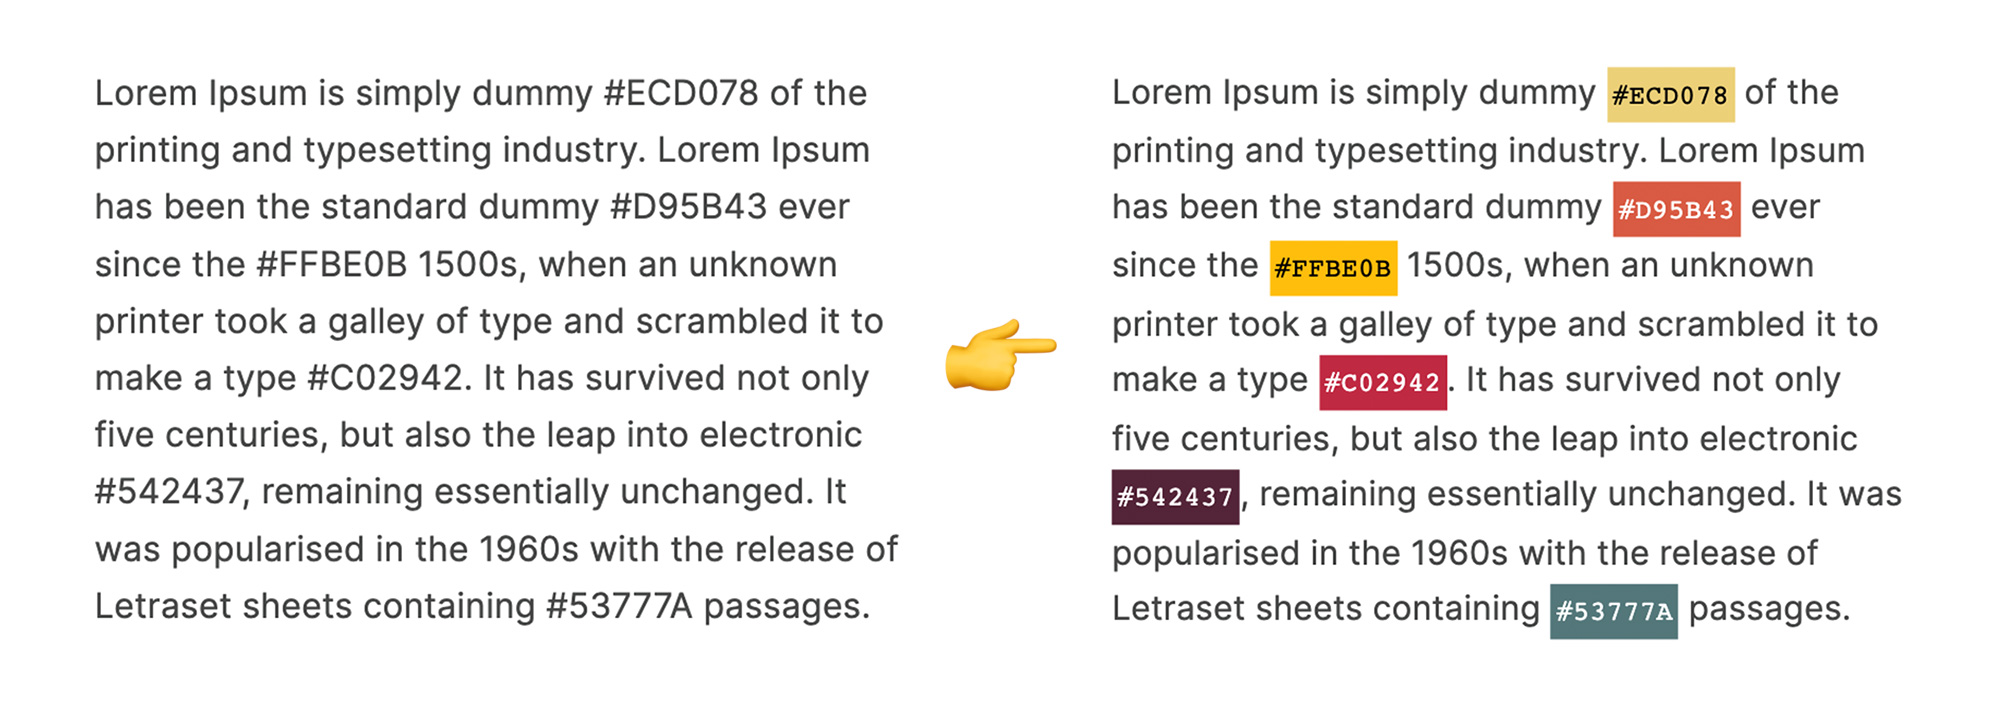 Lorem Ipsum is simply dummy #ECD078 of the
printing and typesetting industry. Lorem Ipsum
has been the standard dummy #D95B43 ever
since the #FFBE0B 1500s, when an unknown
printer took a galley of type and scrambled it to
make a type #C02942. It has survived not only
five centuries, but also the leap into electronic
#542437, remaining essentially unchanged. It
was popularised in the 1960s with the release of
Letraset sheets containing #53777A passages.
Lorem Ipsum is simply dummy #ECD078 of the
printing and typesetting industry. Lorem Ipsum
has been the standard dummy #D95B43 ever
since the #FFBE0B 1500s, when an unknown
printer took a galley of type and scrambled it to
make a type #C02942. It has survived not only
five centuries, but also the leap into electronic
#542437, remaining essentially unchanged. It was
popularised in the 1960s with the release of
Letraset sheets containing #53777A passages.